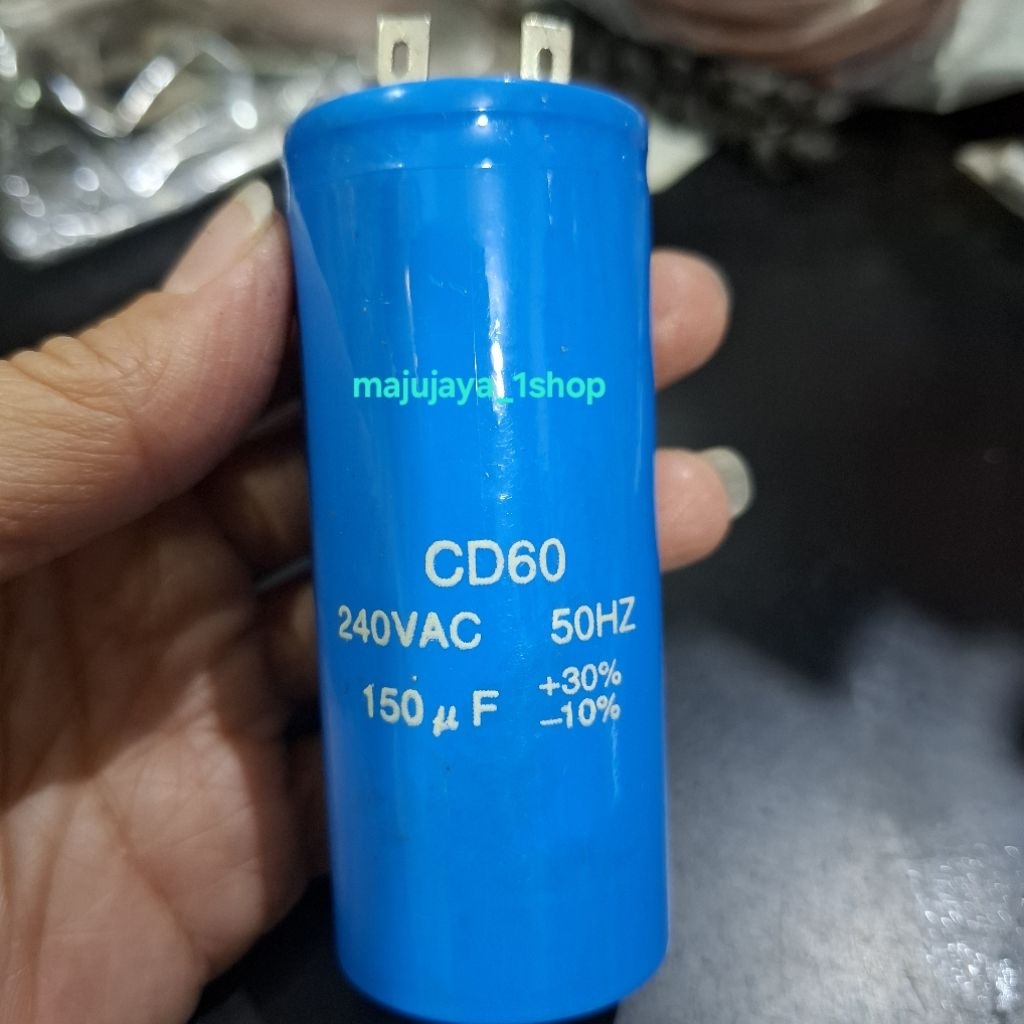 majujaya_1shop
CD60
240VAC 50HZ
150 μF +30%
–10%